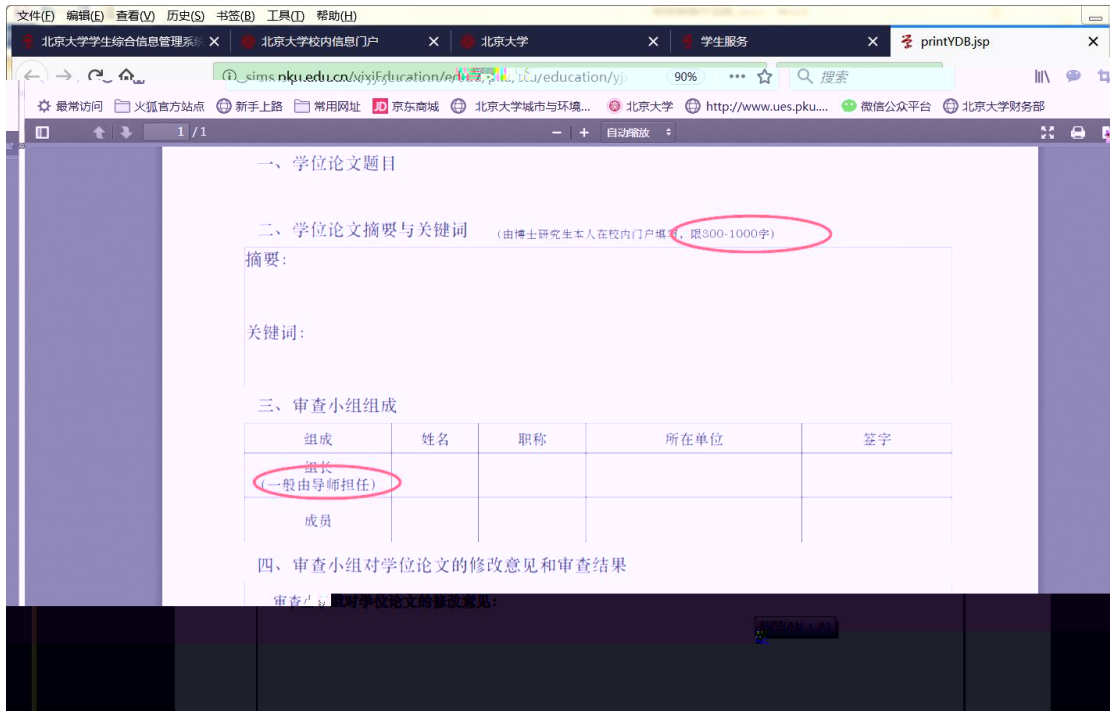 文件(F) 编辑(E) 查看(V) 历史(S) 书签(B) 工具(T) 帮助(H)
北京大学学生综合信息管理系统 北京大学校内信息门户 北京大学 学生服务 printYDB.jsp
sims.pku.edu.cn 90% 搜索
最常访问 火狐官方站点 新手上路 常用网址 JD 京东商城 北京大学城市与环境... 北京大学 http://www.ues.pku.... 微信公众平台 北京大学财务部
1 / 1 自动缩放
一、学位论文题目
二、学位论文摘要与关键词 (由博士研究生本人在校内门户填写，限800-1000字)
摘要:
关键词:
三、审查小组组成
组成 姓名 职称 所在单位 签字
组长
(一般由导师担任)
成员
四、审查小组对学位论文的修改意见和审查结果
审查小组对学位论文的修改意见: